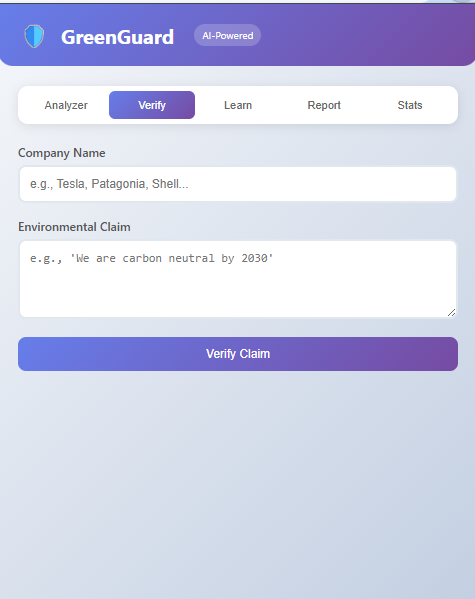 GreenGuard AI-Powered
Analyzer Verify Learn Report Stats
Company Name
e.g., Tesla, Patagonia, Shell...
Environmental Claim
e.g., 'We are carbon neutral by 2030'
Verify Claim